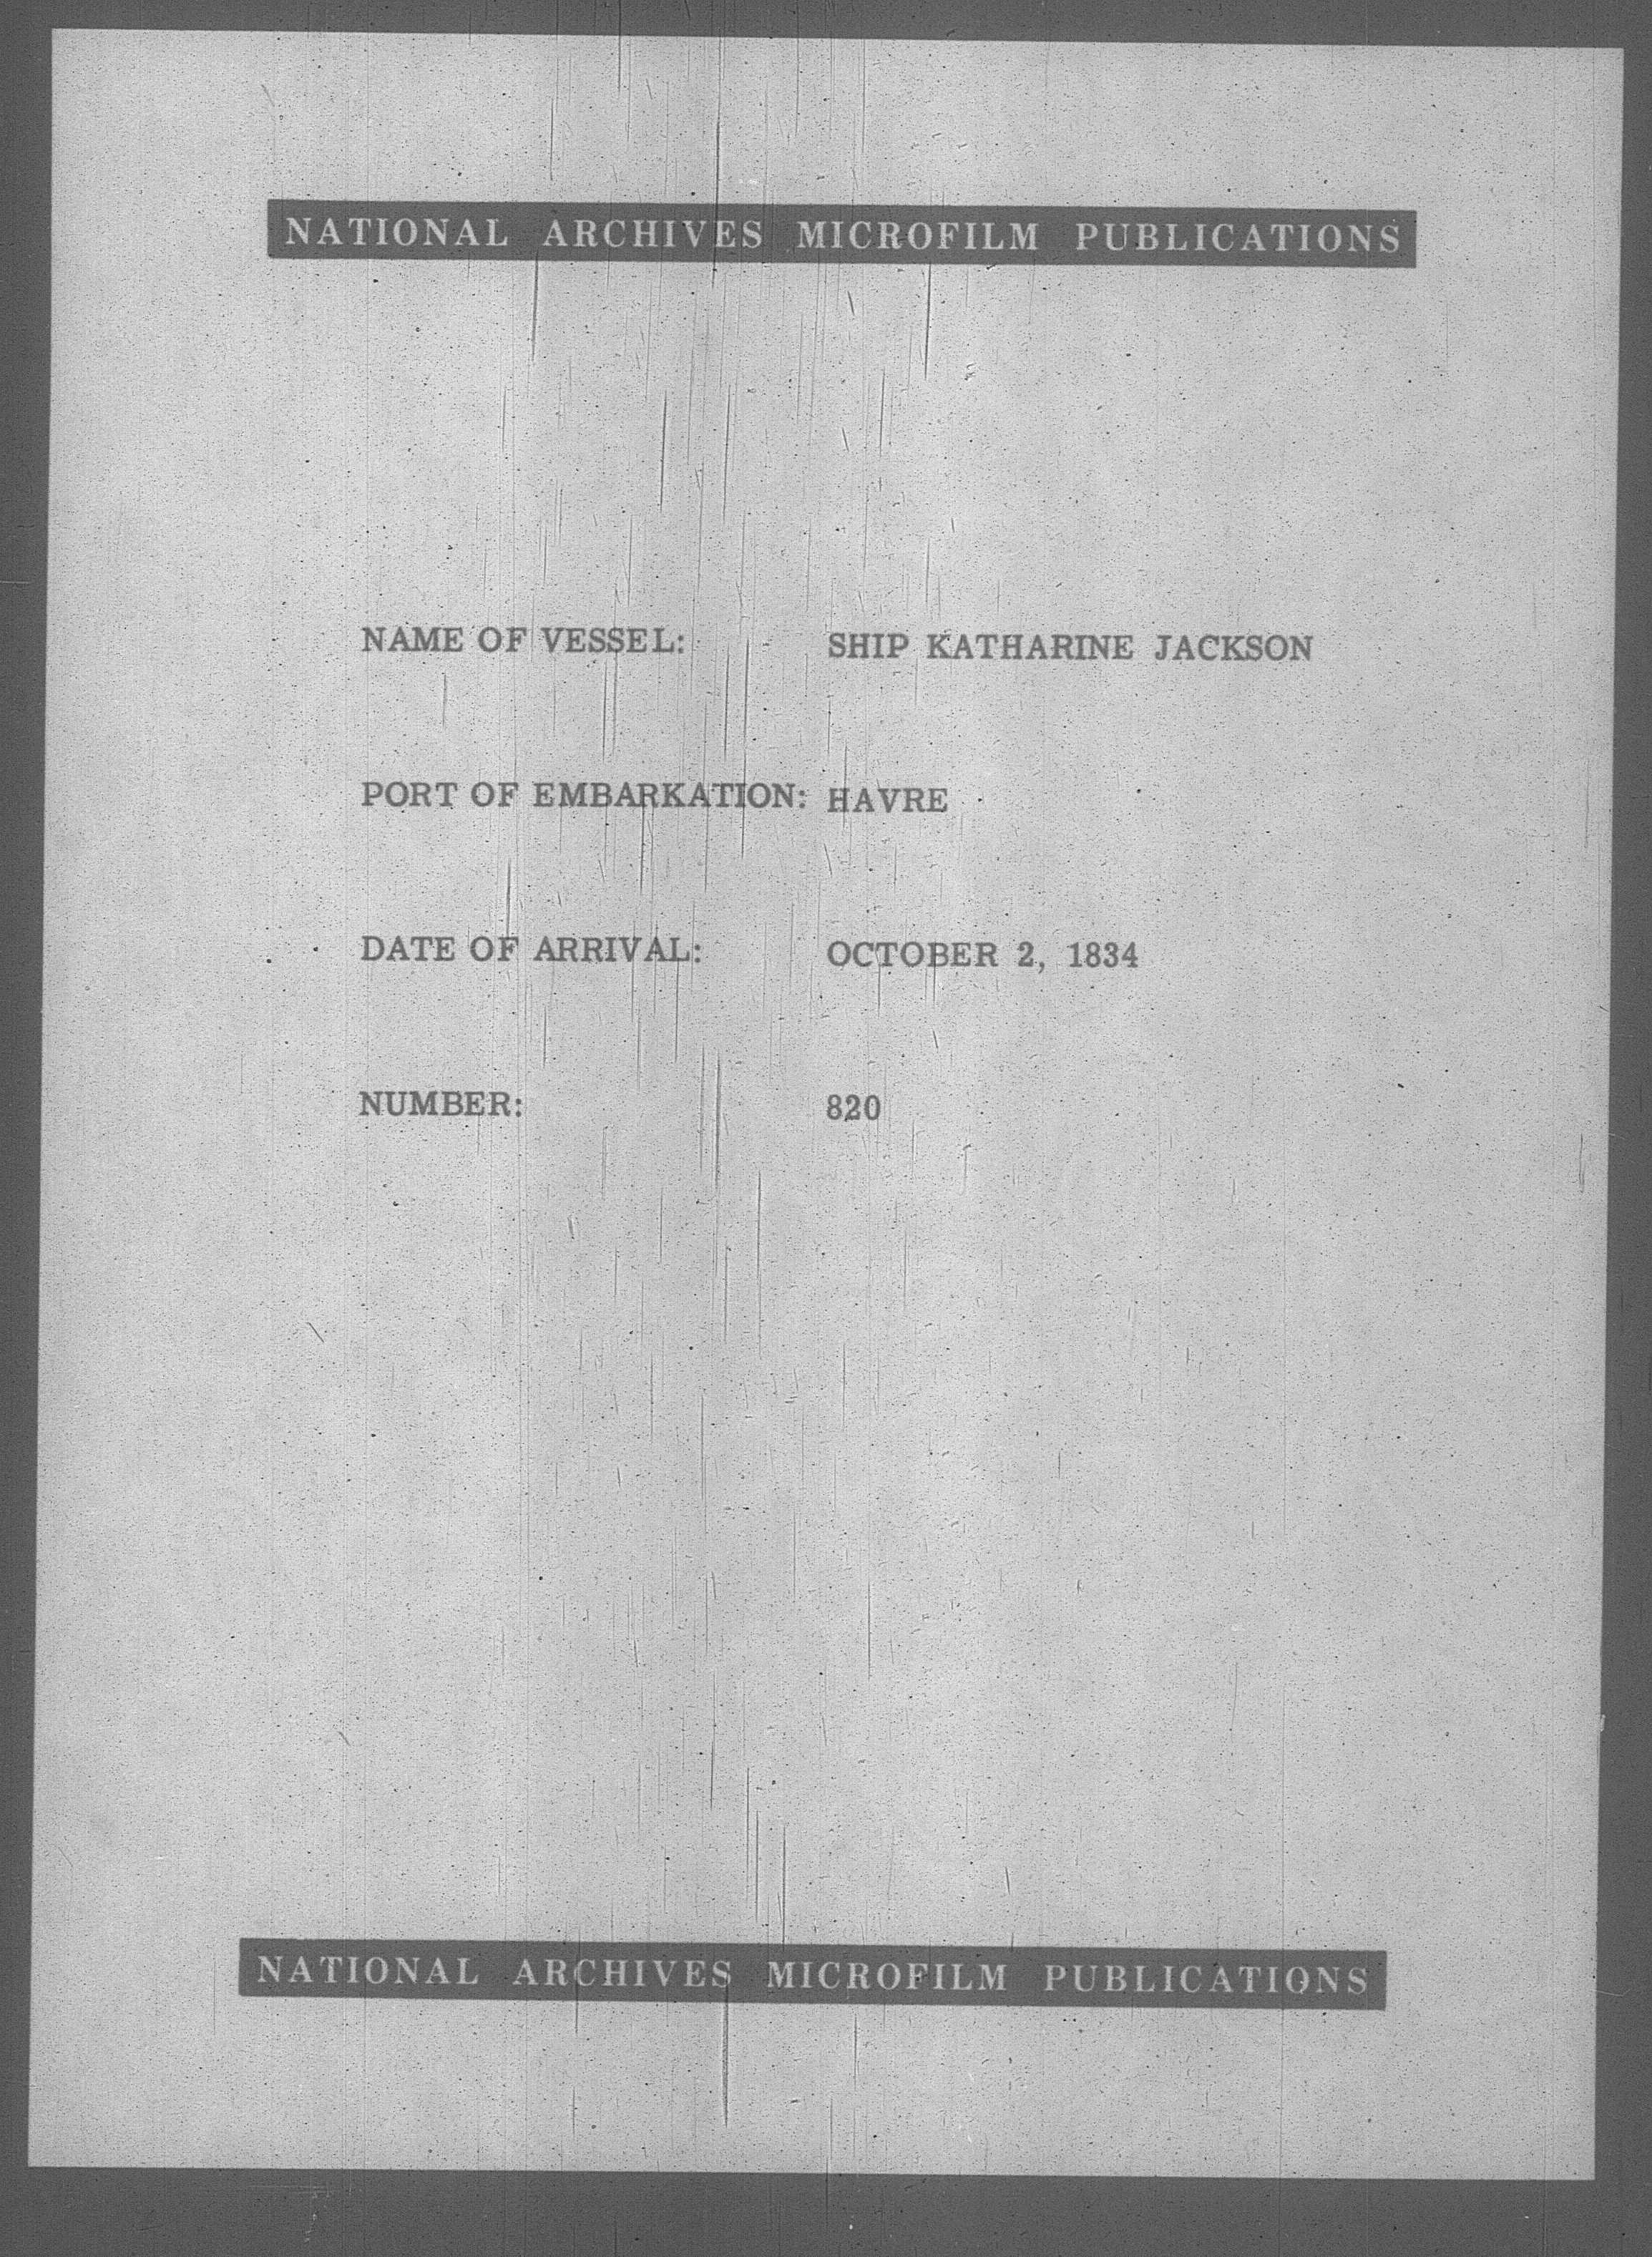 NATIONAL ARCHIVES MICROFILM PUBLICATIONS
NAME OF VESSEL: SHIP KATHARINE JACKSON
PORT OF EMBARKATION: HAVRE
DATE OF ARRIVAL: OCTOBER 2, 1834
NUMBER: 820
NATIONAL ARCHIVES MICROFILM PUBLICATIONS